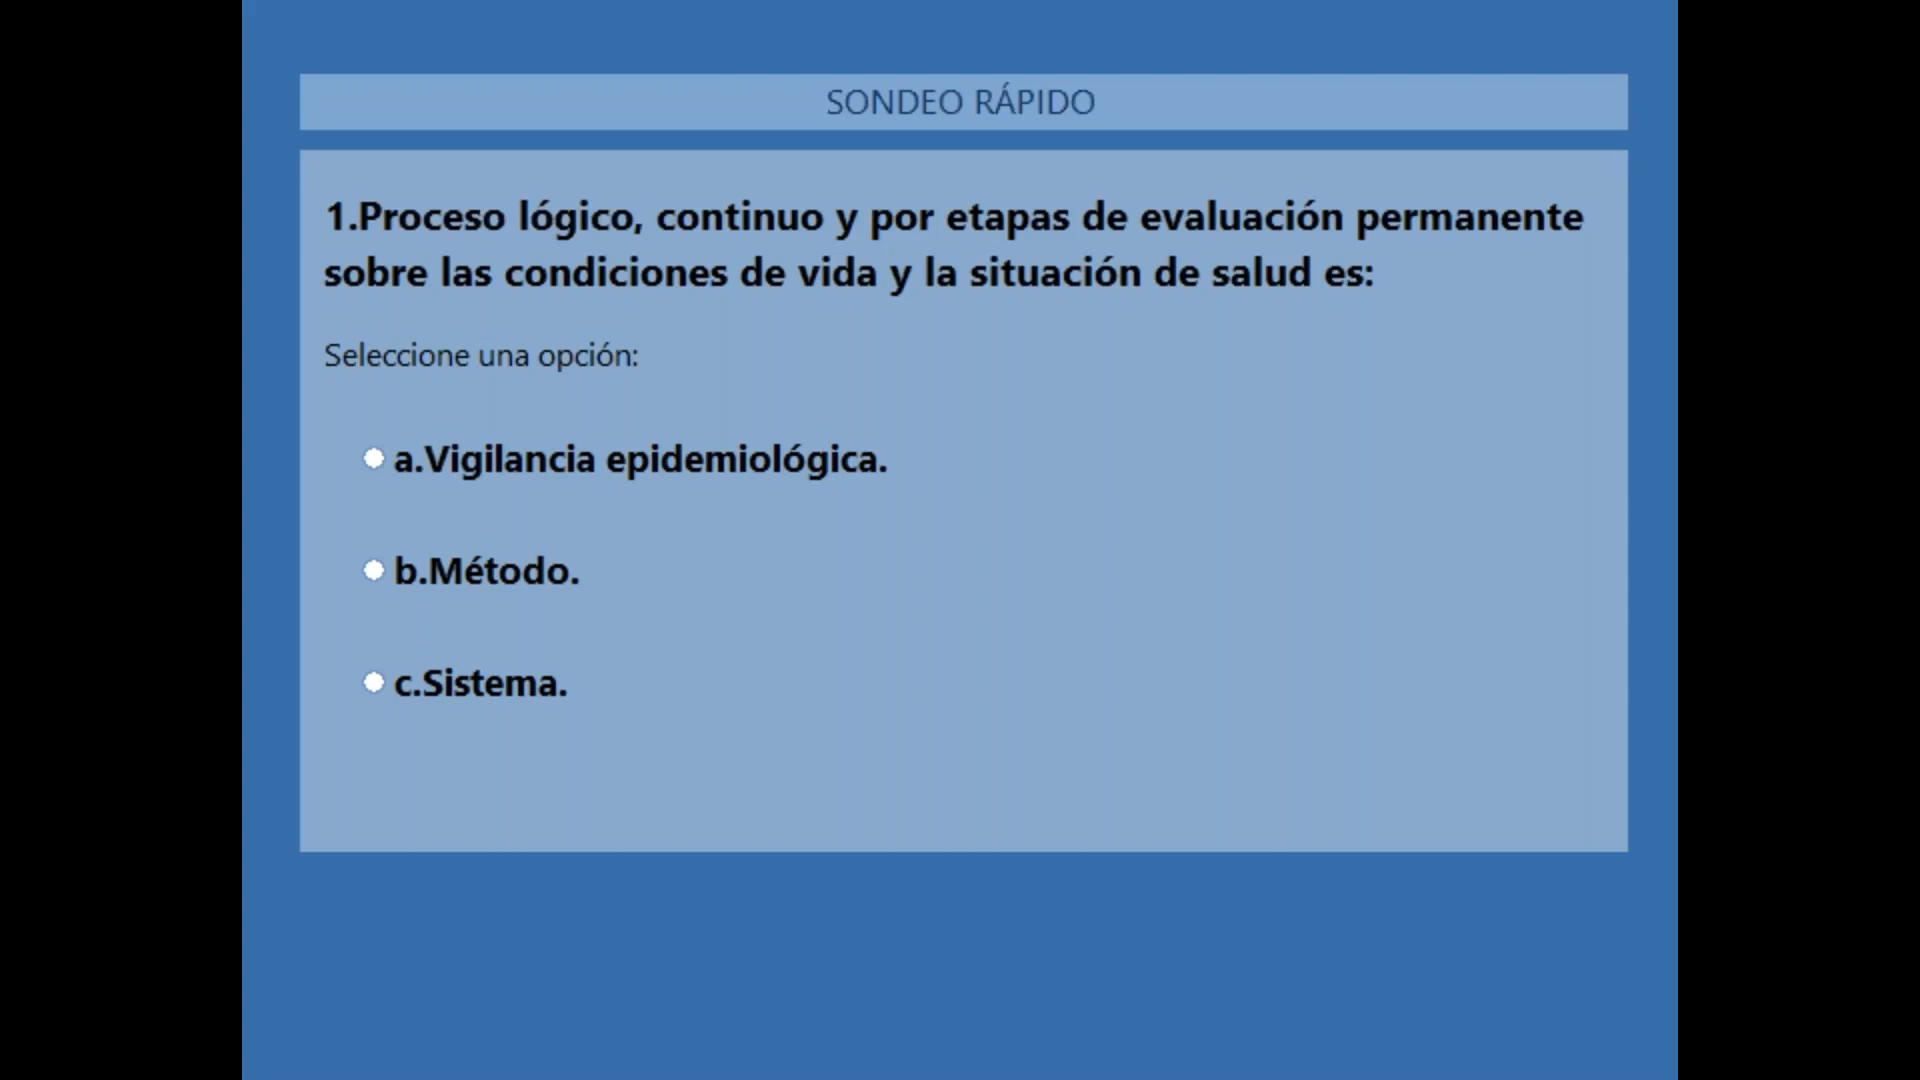 SONDEO RÁPIDO
1.Proceso lógico, continuo y por etapas de evaluación permanente
sobre las condiciones de vida y la situación de salud es:
Seleccione una opción:
a.Vigilancia epidemiológica.
b.Método.
c.Sistema.